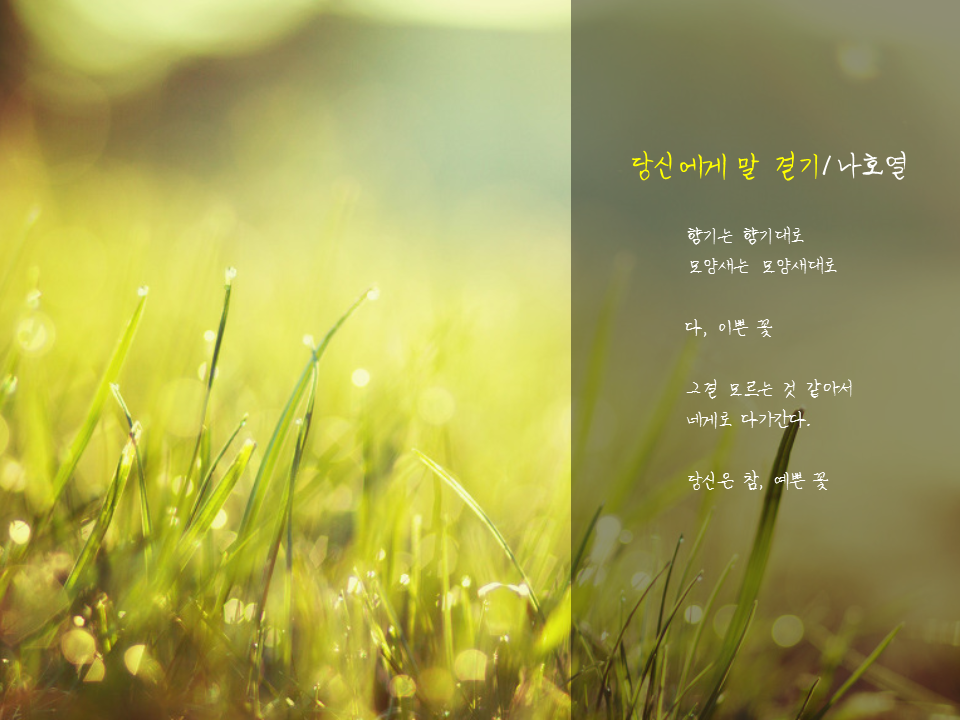 당신에게 말 걸기/나호열
향기는 향기대로
모양새는 모양새대로
다, 이쁜 꽃
그걸 모르는 것 같아서
네게로 다가간다.
당신은 참, 예쁜 꽃